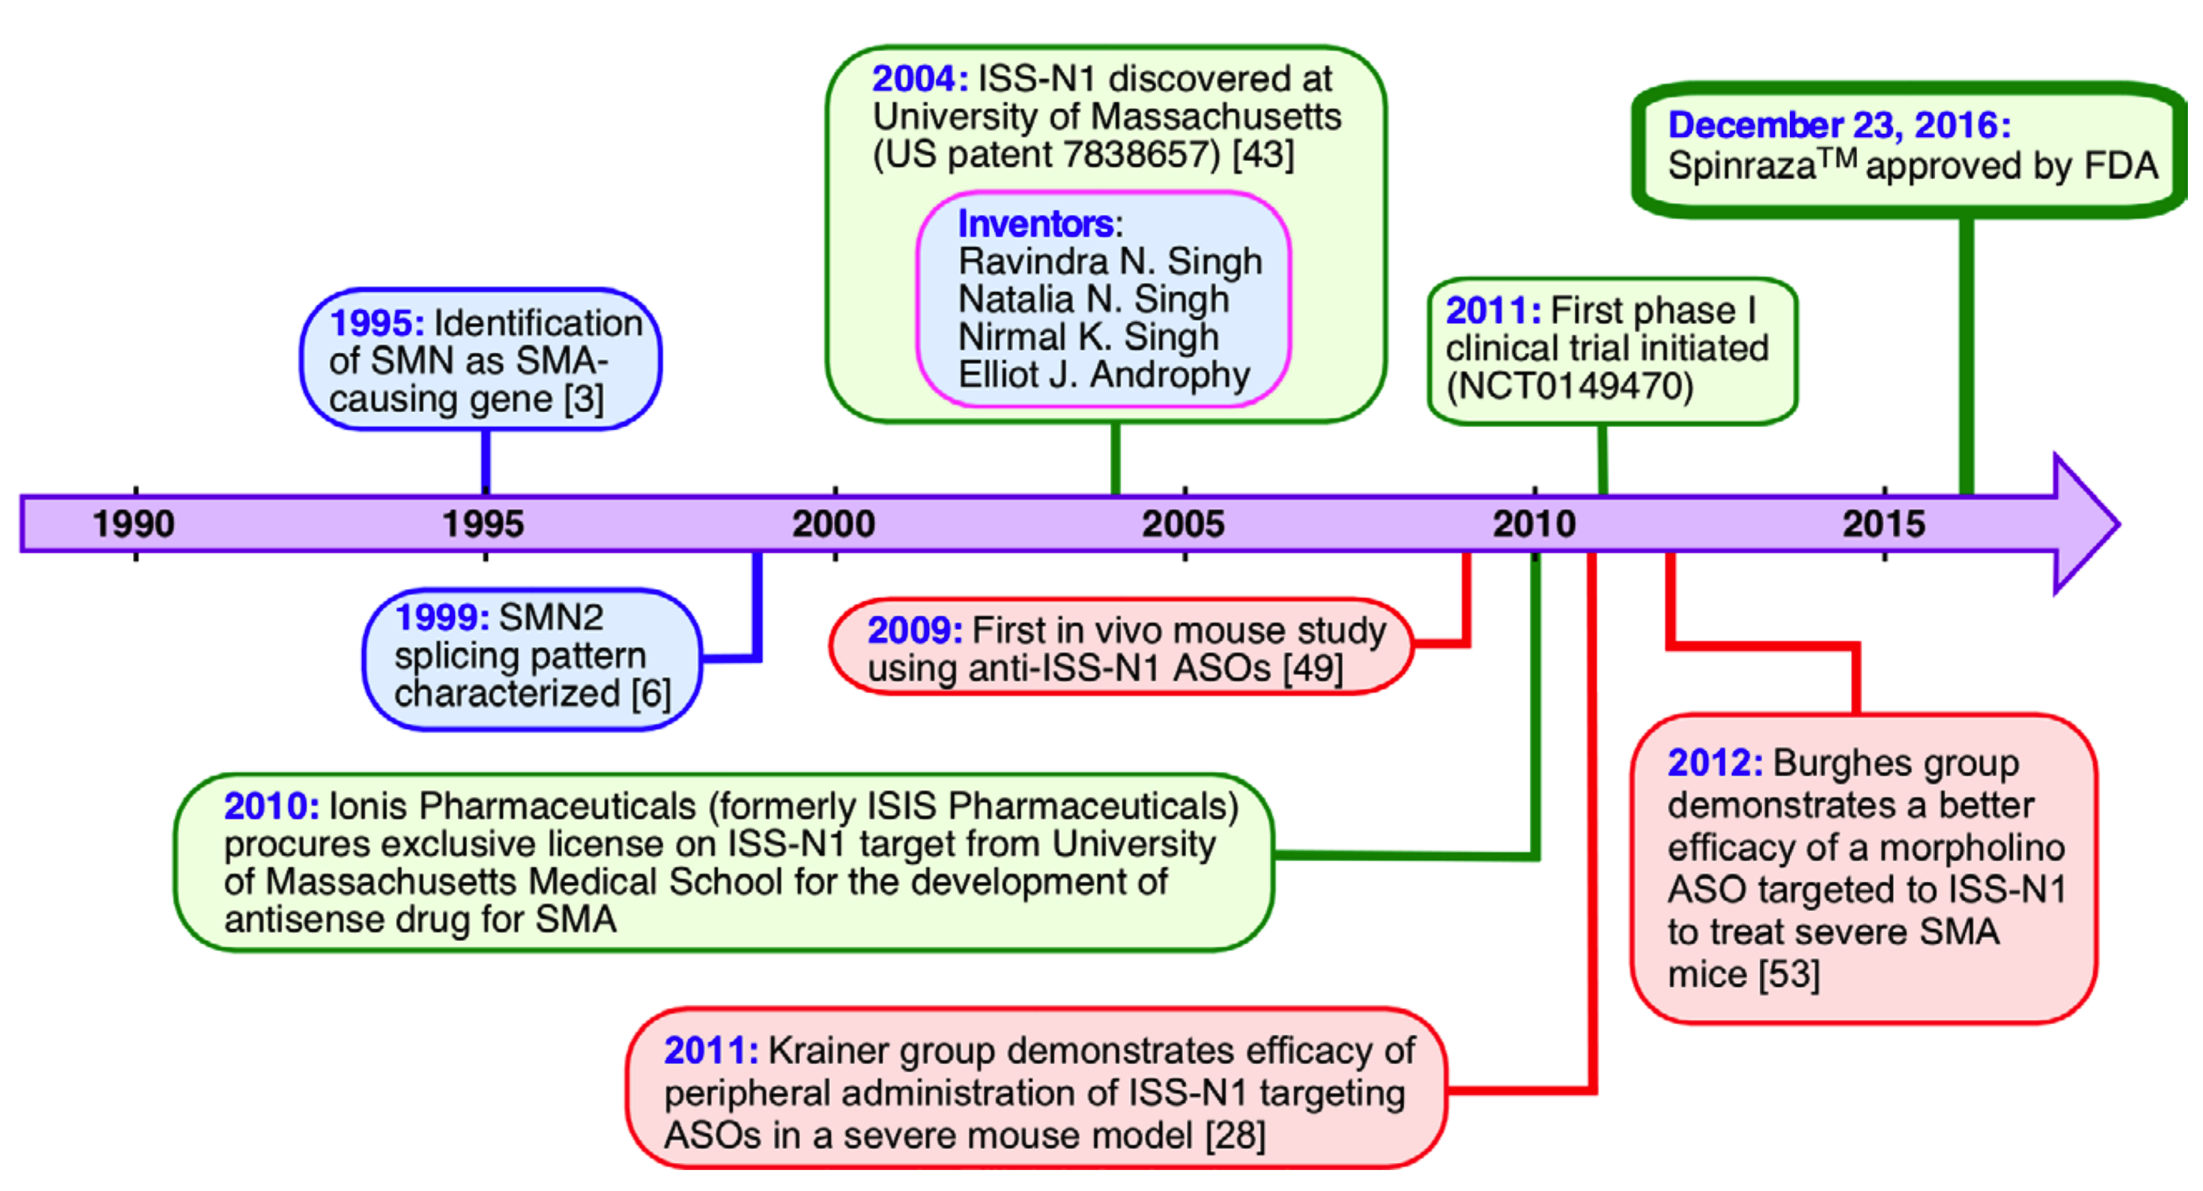 2004: ISS-N1 discovered at
University of Massachusetts
(US patent 7838657) [43]
Inventors:
Ravindra N. Singh
Natalia N. Singh
Nirmal K. Singh
Elliot J. Androphy
December 23, 2016:
Spinraza™ approved by FDA
1995: Identification
of SMN as SMA-
causing gene [3]
2011: First phase I
clinical trial initiated
(NCT0149470)
1990 1995 2000 2005 2010 2015
1999: SMN2
splicing pattern
characterized [6]
2009: First in vivo mouse study
using anti-ISS-N1 ASOs [49]
2010: Ionis Pharmaceuticals (formerly ISIS Pharmaceuticals)
procures exclusive license on ISS-N1 target from University
of Massachusetts Medical School for the development of
antisense drug for SMA
2012: Burghes group
demonstrates a better
efficacy of a morpholino
ASO targeted to ISS-N1
to treat severe SMA
mice [53]
2011: Krainer group demonstrates efficacy of
peripheral administration of ISS-N1 targeting
ASOs in a severe mouse model [28]